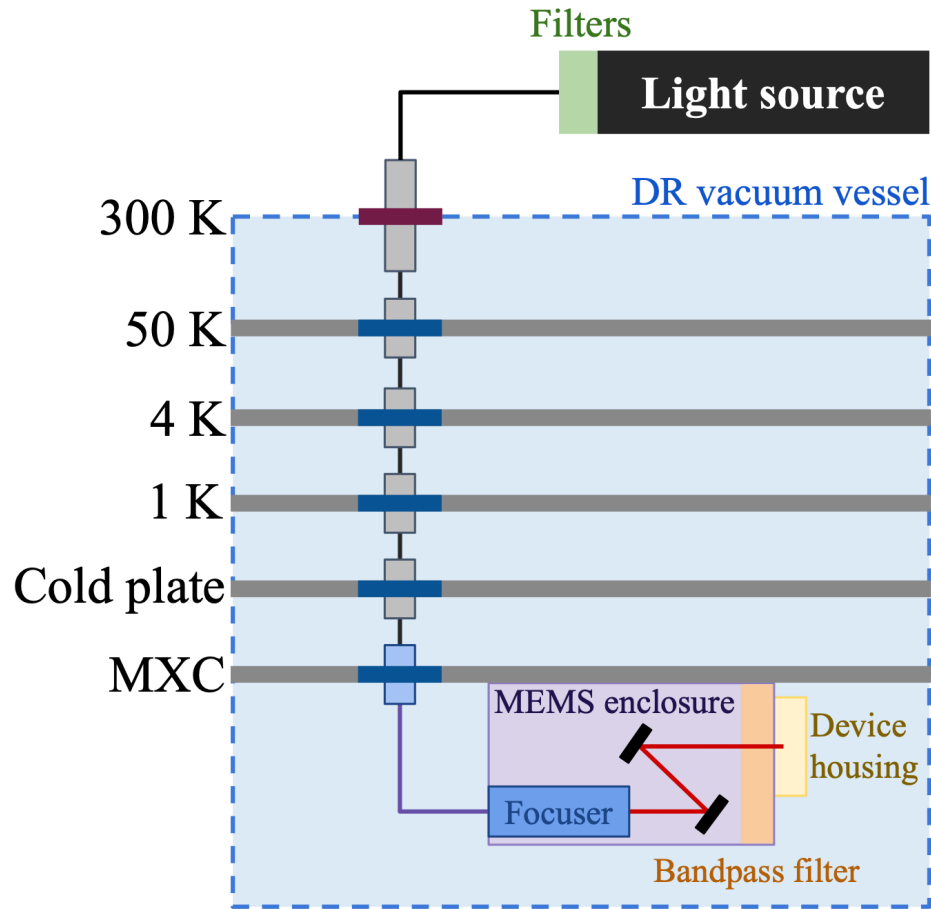 Filters
Light source
DR vacuum vessel
300 K
50 K
4 K
1 K
Cold plate
MXC
MEMS enclosure
Device
housing
Focuser
Bandpass filter